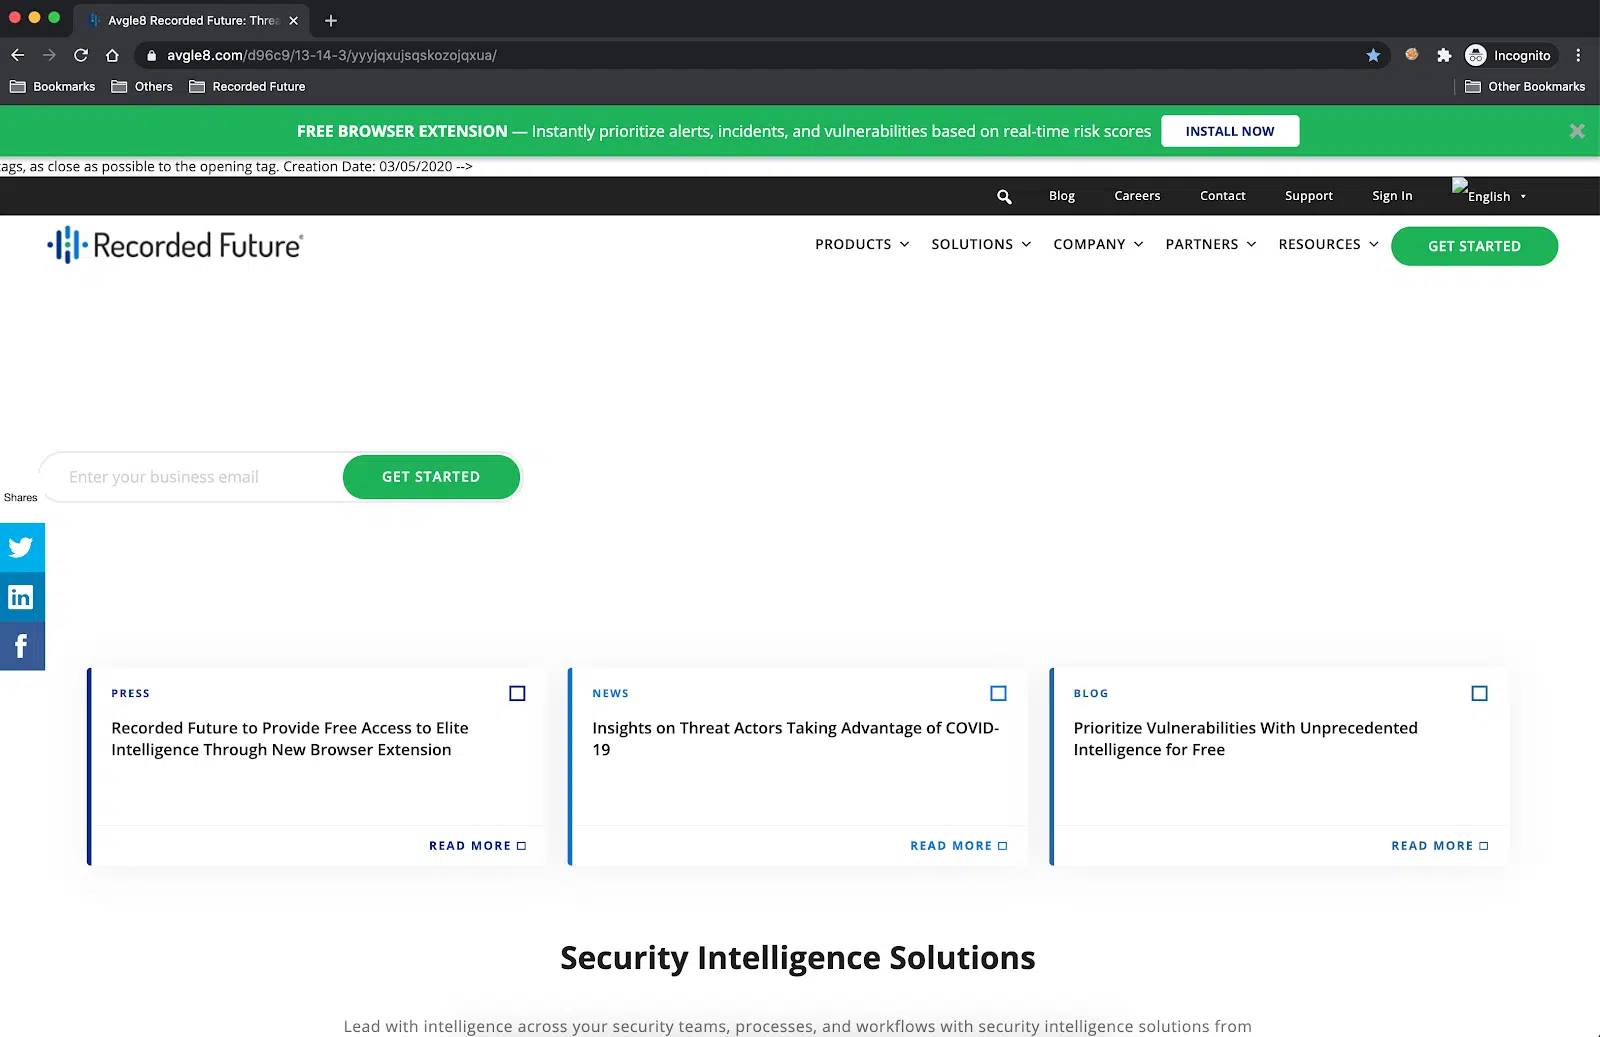 Avgle8 Recorded Future: Threa
avgle8.com/d96c9/13-14-3/yyyjqxujsqskozojqxua/
Incognito
Bookmarks Others Recorded Future Other Bookmarks
FREE BROWSER EXTENSION — Instantly prioritize alerts, incidents, and vulnerabilities based on real-time risk scores INSTALL NOW
tags, as close as possible to the opening tag. Creation Date: 03/05/2020 -->
Blog Careers Contact Support Sign In English
Recorded Future®
PRODUCTS SOLUTIONS COMPANY PARTNERS RESOURCES GET STARTED
Enter your business email GET STARTED
Shares
in
f
PRESS
Recorded Future to Provide Free Access to Elite
Intelligence Through New Browser Extension
READ MORE
NEWS
Insights on Threat Actors Taking Advantage of COVID-
19
READ MORE
BLOG
Prioritize Vulnerabilities With Unprecedented
Intelligence for Free
READ MORE
Security Intelligence Solutions
Lead with intelligence across your security teams, processes, and workflows with security intelligence solutions from